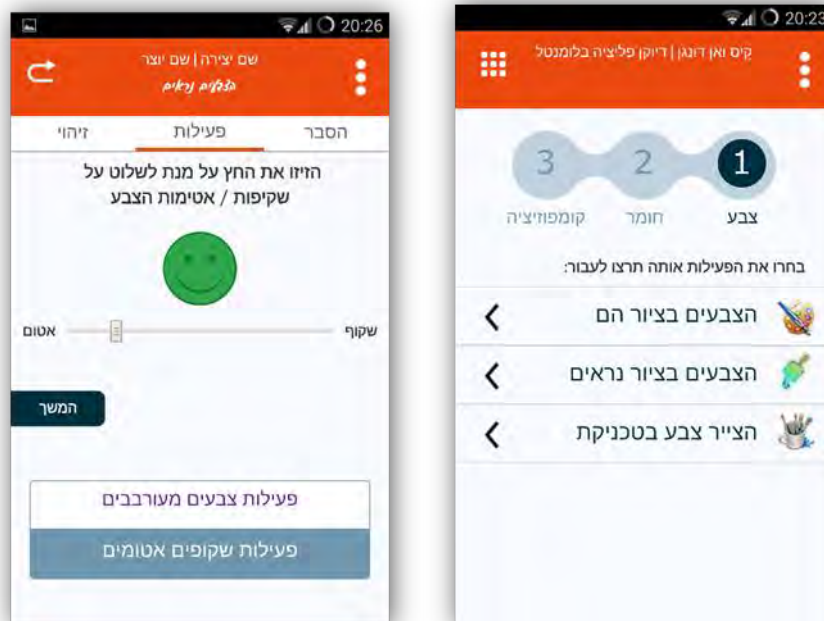 20:26
שם יצירה | שם יוצר
הצבעים נראים
הסבר
פעילות
זיהוי
הזיזו את החץ על מנת לשלוט על
שקיפות / אטימות הצבע
שקוף
אטום
המשך
פעילות צבעים מעורבבים
פעילות שקופים אטומים
20:23
קיס ואן דונגן | דיוקן פליציה בלומנטל
1
2
3
צבע
חומר
קומפוזיציה
בחרו את הפעילות אותה תרצו לעבור:
הצבעים בציור הם
הצבעים בציור נראים
הצייר צבע בטכניקת